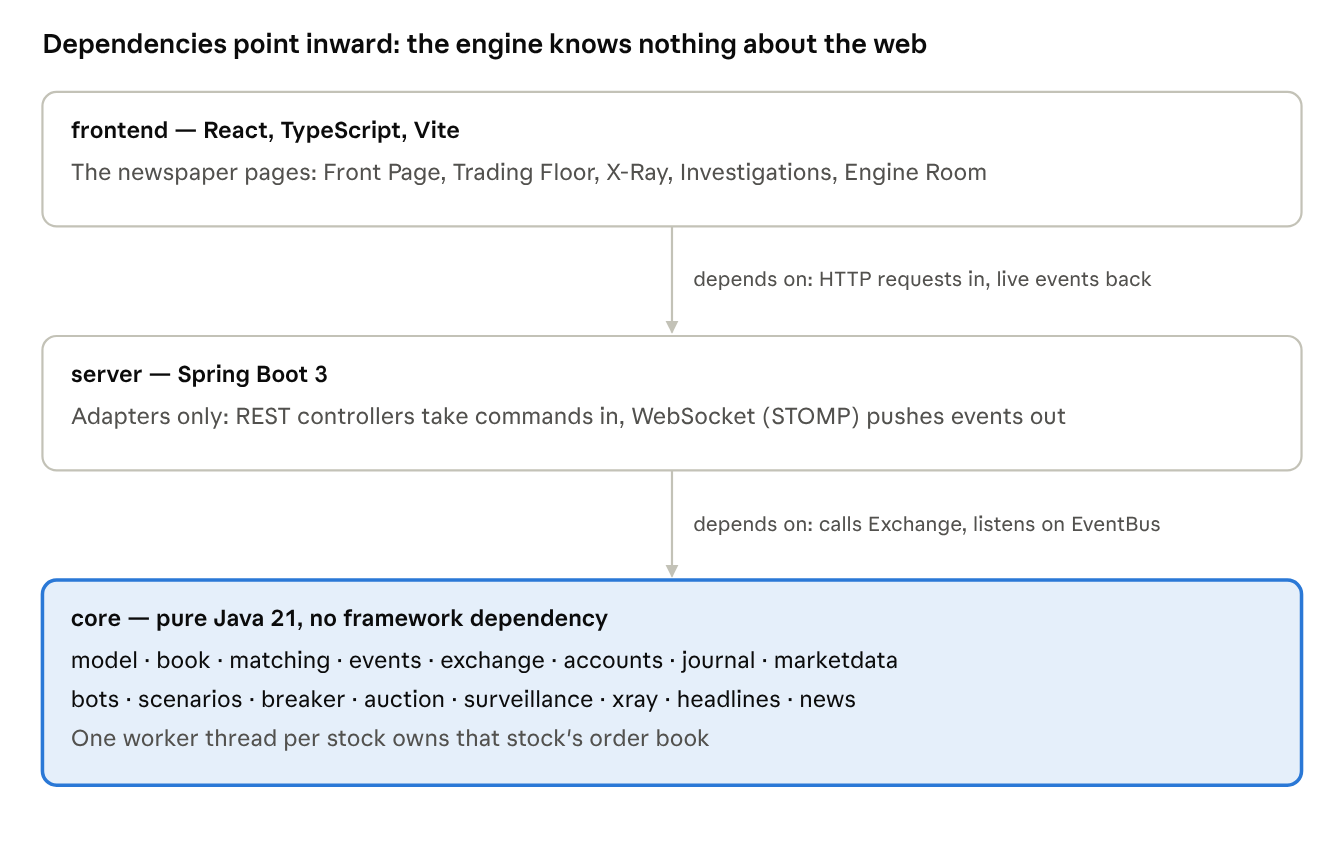 Dependencies point inward: the engine knows nothing about the web
frontend — React, TypeScript, Vite
The newspaper pages: Front Page, Trading Floor, X-Ray, Investigations, Engine Room
depends on: HTTP requests in, live events back
server — Spring Boot 3
Adapters only: REST controllers take commands in, WebSocket (STOMP) pushes events out
depends on: calls Exchange, listens on EventBus
core — pure Java 21, no framework dependency
model · book · matching · events · exchange · accounts · journal · marketdata
bots · scenarios · breaker · auction · surveillance · xray · headlines · news
One worker thread per stock owns that stock's order book